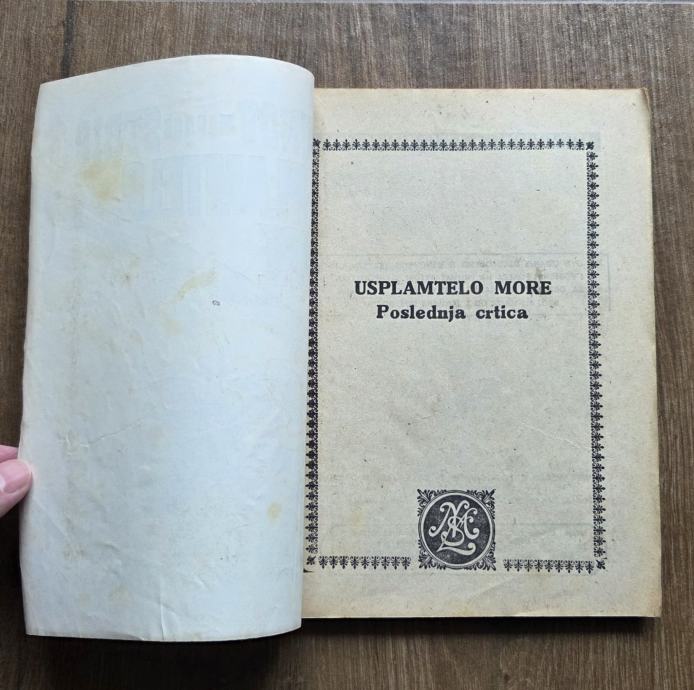 USPLAMTELO MORE
Poslednja crtica